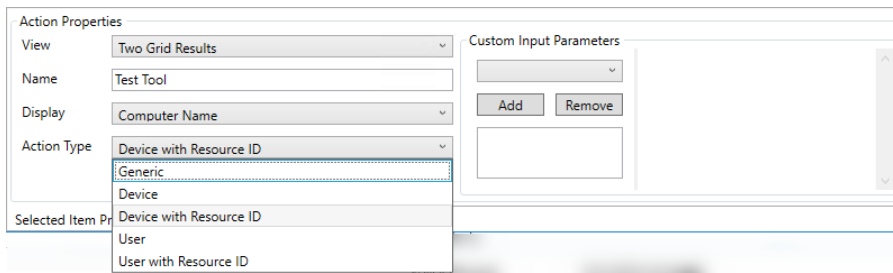 Action Properties
View
Two Grid Results
Name
Test Tool
Display
Computer Name
Action Type
Device with Resource ID
Generic
Device
Device with Resource ID
User
User with Resource ID
Selected Item Pr
Custom Input Parameters
Add
Remove